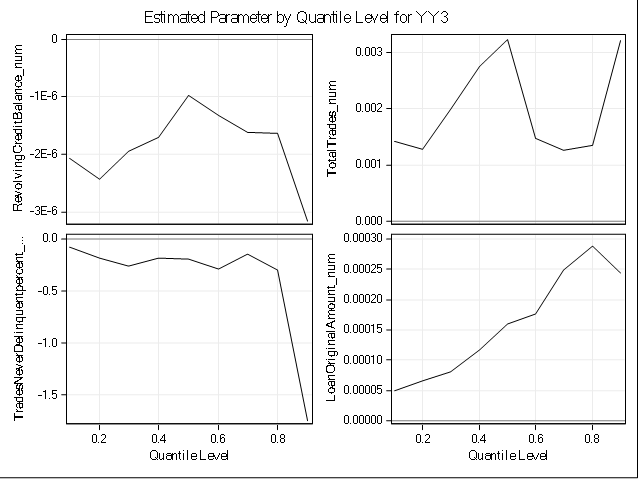 Estimated Parameter by Quantile Level for YY3
RevolvingCreditBalance_num
0
-1E-6
-2E-6
-3E-6
TotalTrades_num
0.003
0.002
0.001
0.000
TradesNeverDelinquentpercent_...
0.0
-0.5
-1.0
-1.5
0.2 0.4 0.6 0.8
Quantile Level
LoanOriginalAmount_num
0.00030
0.00025
0.00020
0.00015
0.00010
0.00005
0.00000
0.2 0.4 0.6 0.8
Quantile Level